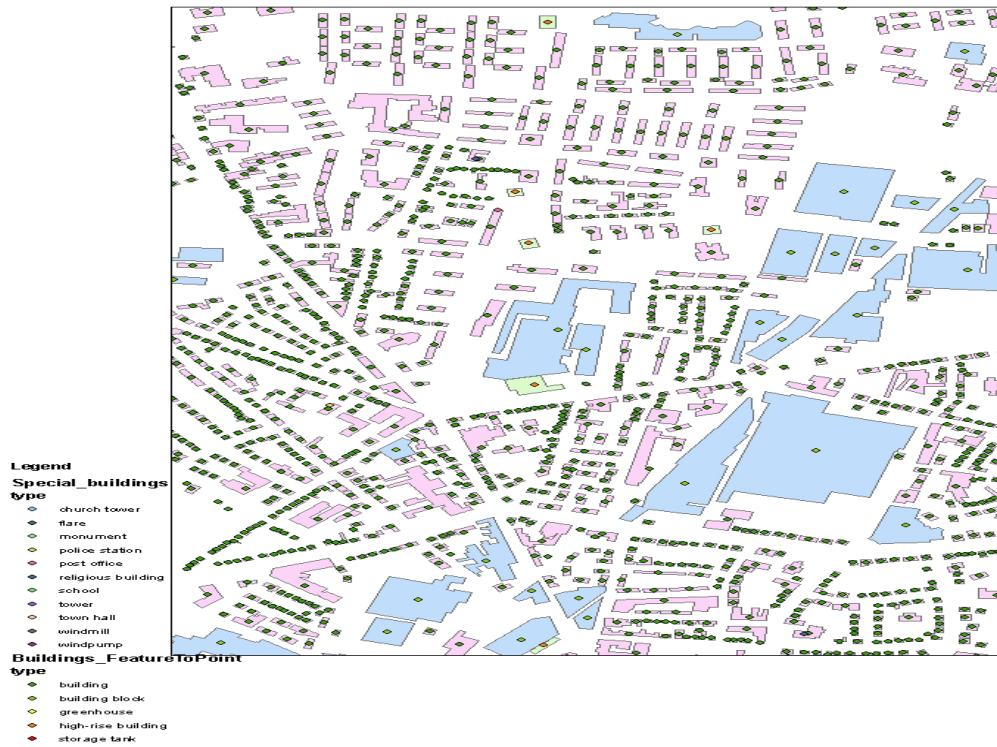 Legend
Special_buildings
type
church tower
flare
monument
police station
post office
religious building
school
tower
town hall
windmill
windpump
Buildings_FeatureToPoint
type
building
building block
greenhouse
high-rise building
storage tank